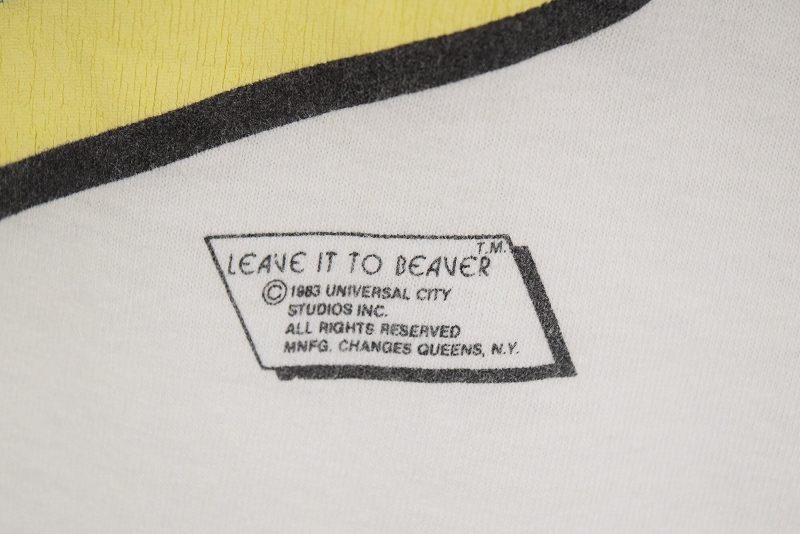 T.M.
LEAVE IT TO BEAVER
© 1983 UNIVERSAL CITY
STUDIOS INC.
ALL RIGHTS RESERVED
MNFG. CHANGES QUEENS, N.Y.